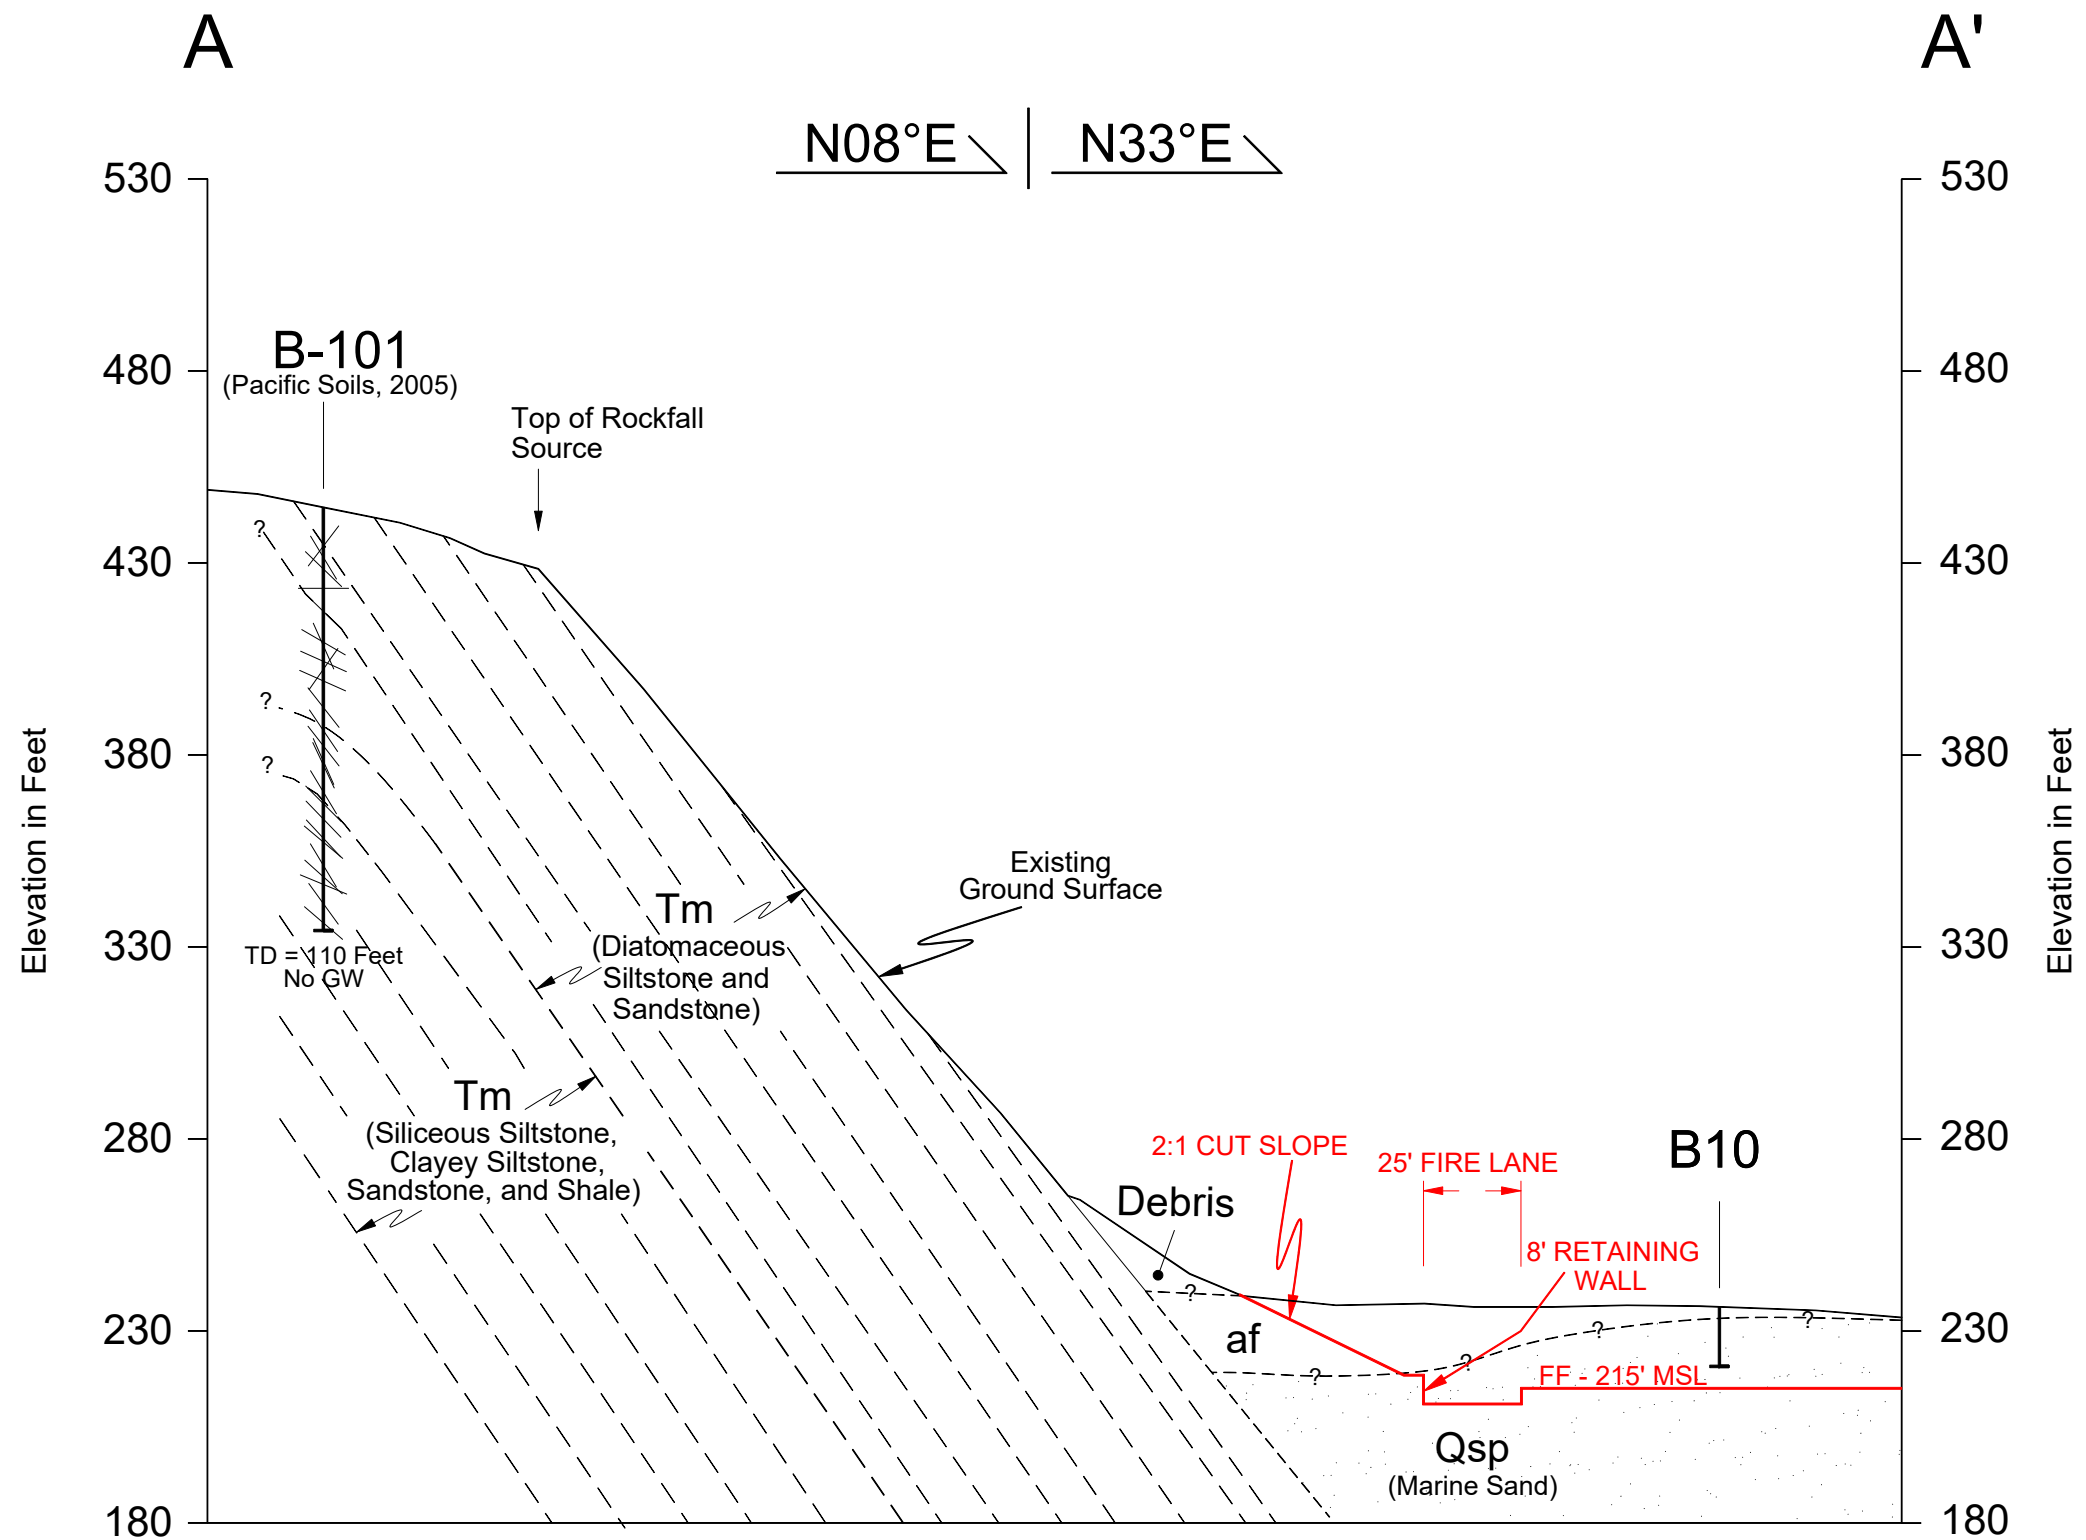 A
A'
N08°E
N33°E
530
530
B-101
(Pacific Soils, 2005)
480
480
Top of Rockfall
Source
?
430
430
?
380
380
?
Elevation in Feet
Elevation in Feet
Existing
Ground Surface
Tm
(Diatomaceous
Siltstone and
Sandstone)
330
330
TD = 110 Feet
No GW
Tm
(Siliceous Siltstone,
Clayey Siltstone,
Sandstone, and Shale)
280
280
2:1 CUT SLOPE
25' FIRE LANE
B10
Debris
8' RETAINING
WALL
?
?
?
230
230
af
?
?
FF - 215' MSL
Qsp
(Marine Sand)
180
180